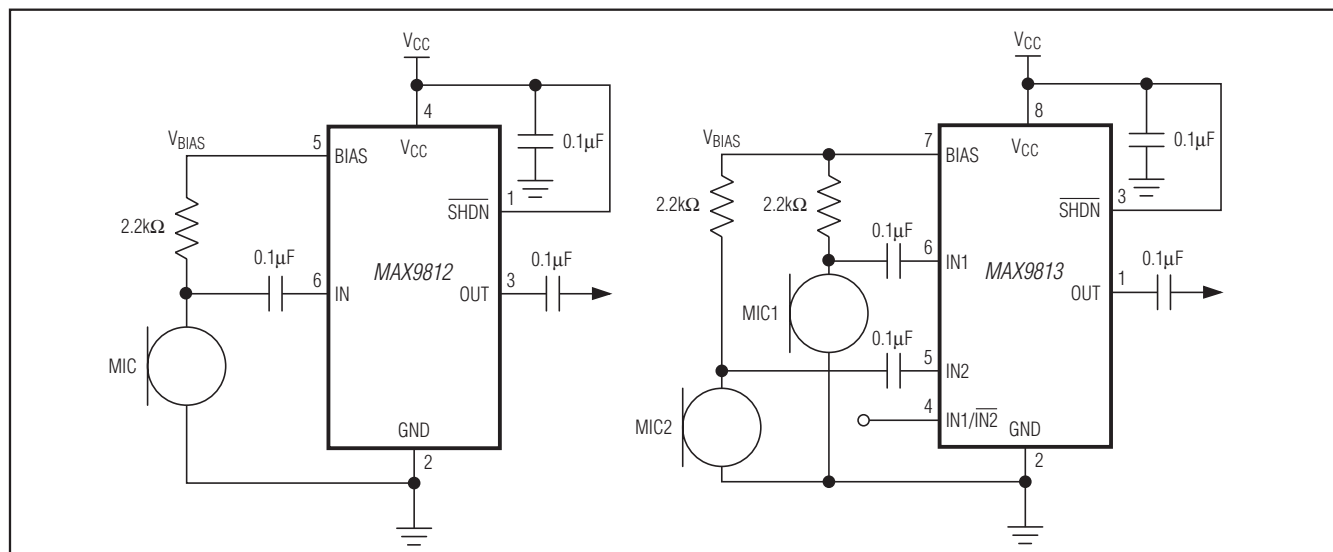 VCC
4
VCC
0.1µF
VBIAS
5
BIAS
1
SHDN
2.2kΩ
MAX9812
0.1µF
6
IN
OUT
3
0.1µF
MIC
GND
2
VCC
8
VCC
0.1µF
VBIAS
7
BIAS
3
SHDN
2.2kΩ
2.2kΩ
0.1µF
6
IN1
MAX9813
OUT
1
0.1µF
MIC1
0.1µF
5
IN2
MIC2
4
IN1/IN2
GND
2